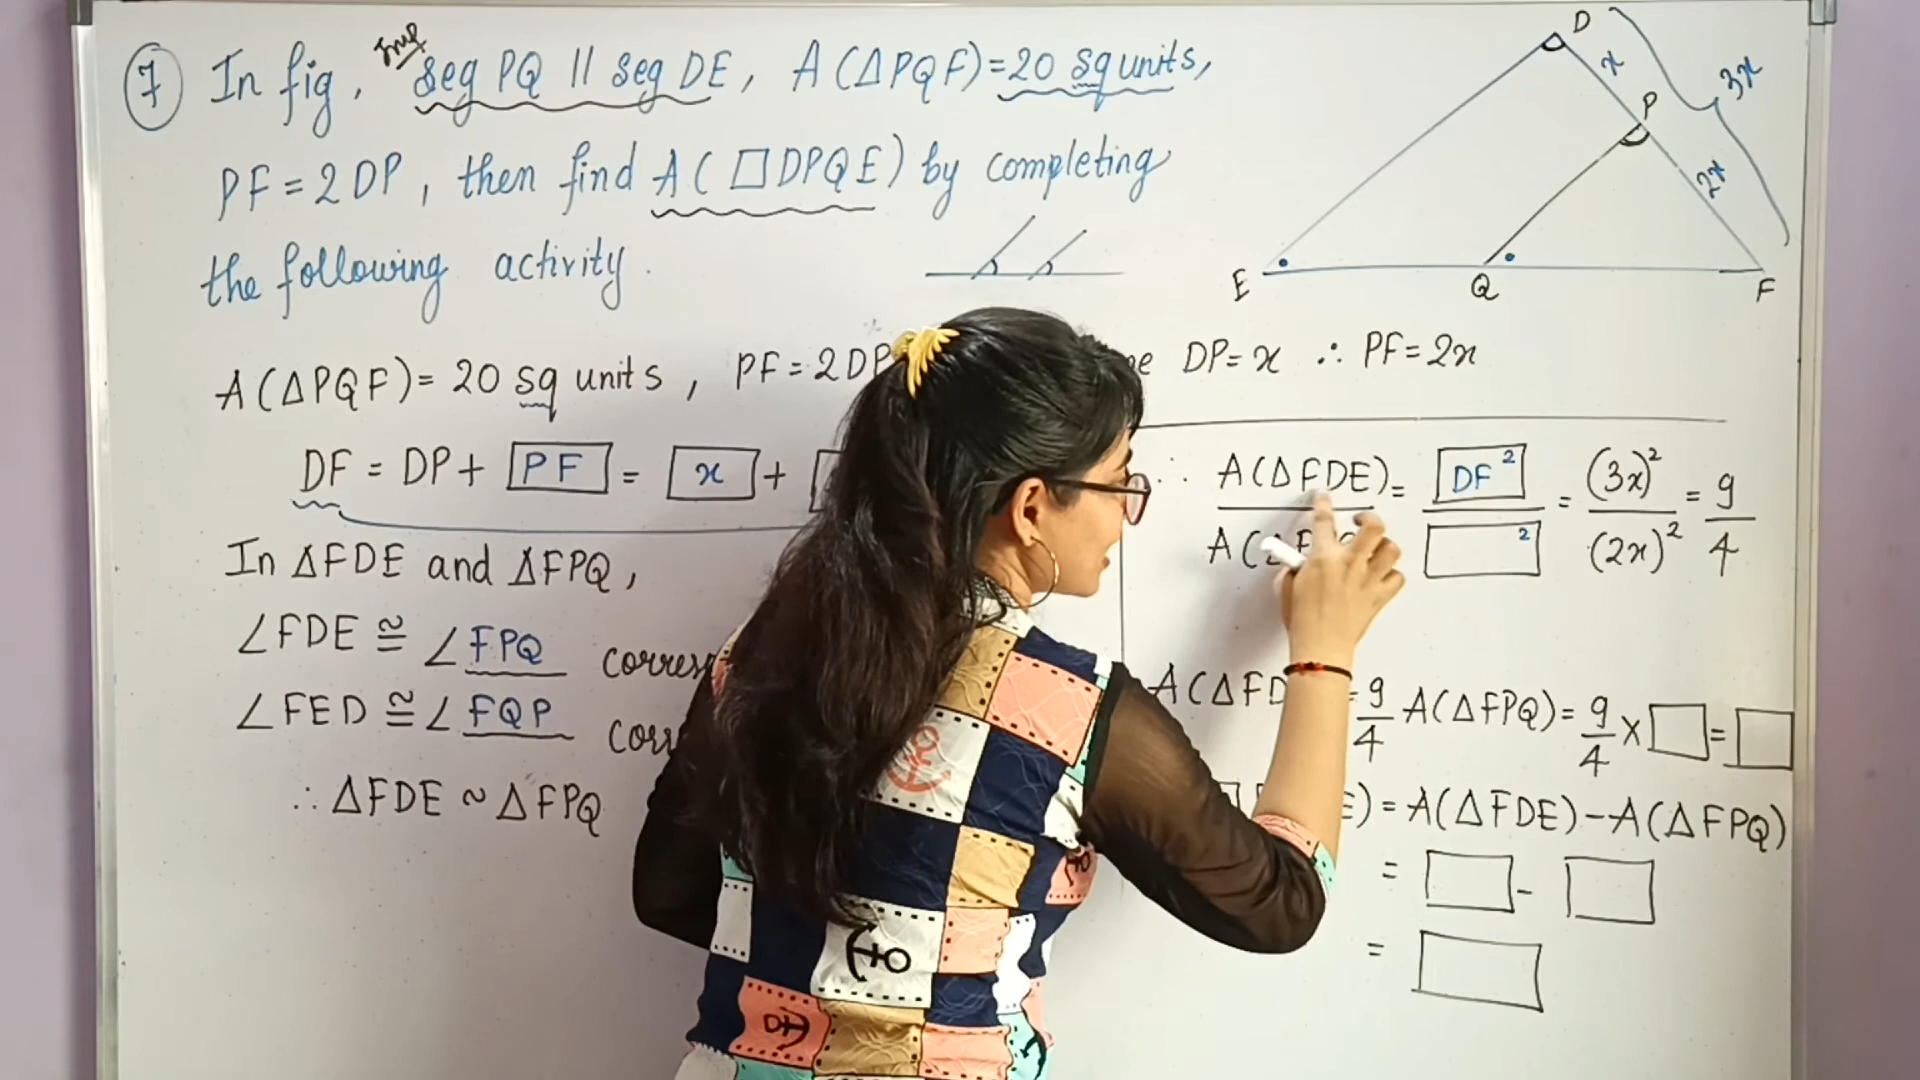 7 In fig, Imp seg PQ || seg DE, A(ΔPQF)=20 sq units,
PF = 2DP, then find A(□DPQE) by completing
the following activity.
D
x
3x
P
2x
E
Q
F
A(ΔPQF)= 20 sq units, PF = 2DP DP = x ∴ PF = 2x
DF = DP + PF = x +
In ΔFDE and ΔFPQ,
∠FDE ≅ ∠FPQ
∠FED ≅ ∠FQP
∴ ΔFDE ~ ΔFPQ
∴ A(ΔFDE) = DF² = (3x)² = 9
A(Δ ² (2x)² 4
A(ΔFD = 9 A(ΔFPQ) = 9 × □ = □
4 4
) = A(ΔFDE) - A(ΔFPQ)
= □ - □
= □